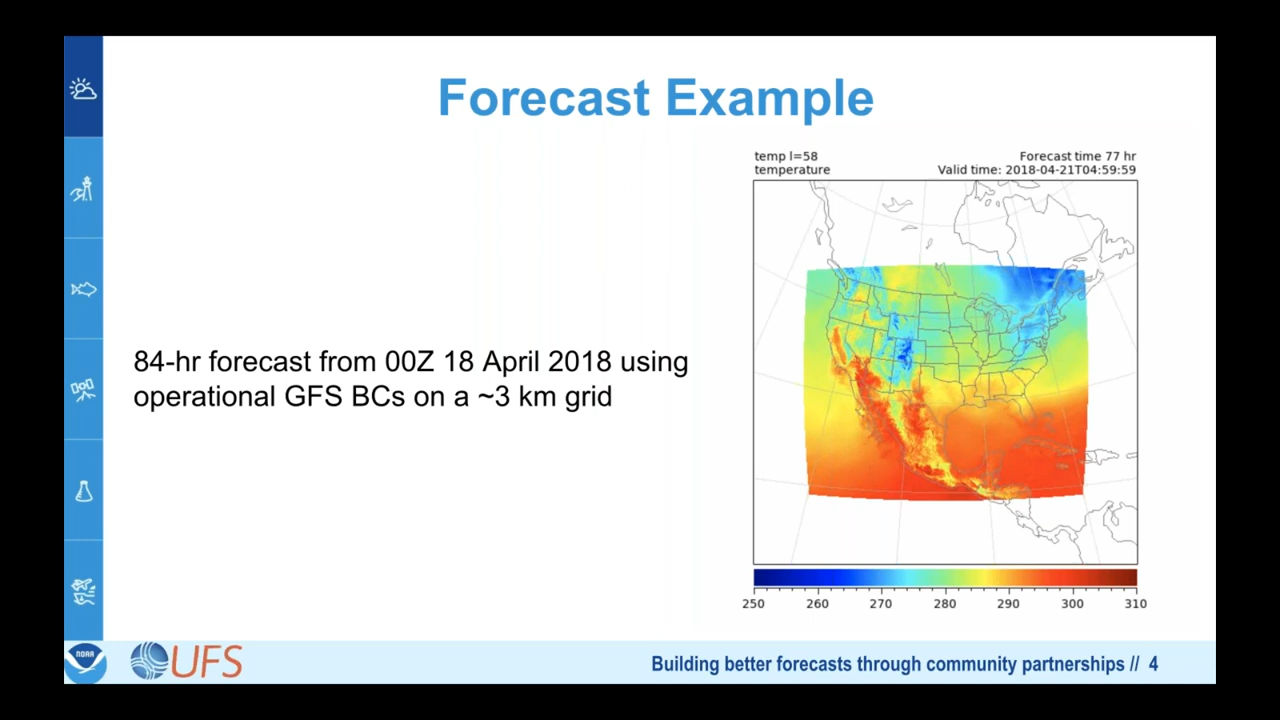 Forecast Example
temp l=58
temperature
Forecast time 77 hr
Valid time: 2018-04-21T04:59:59
84-hr forecast from 00Z 18 April 2018 using
operational GFS BCs on a ~3 km grid
250 260 270 280 290 300 310
NOAA
UFS
Building better forecasts through community partnerships // 4